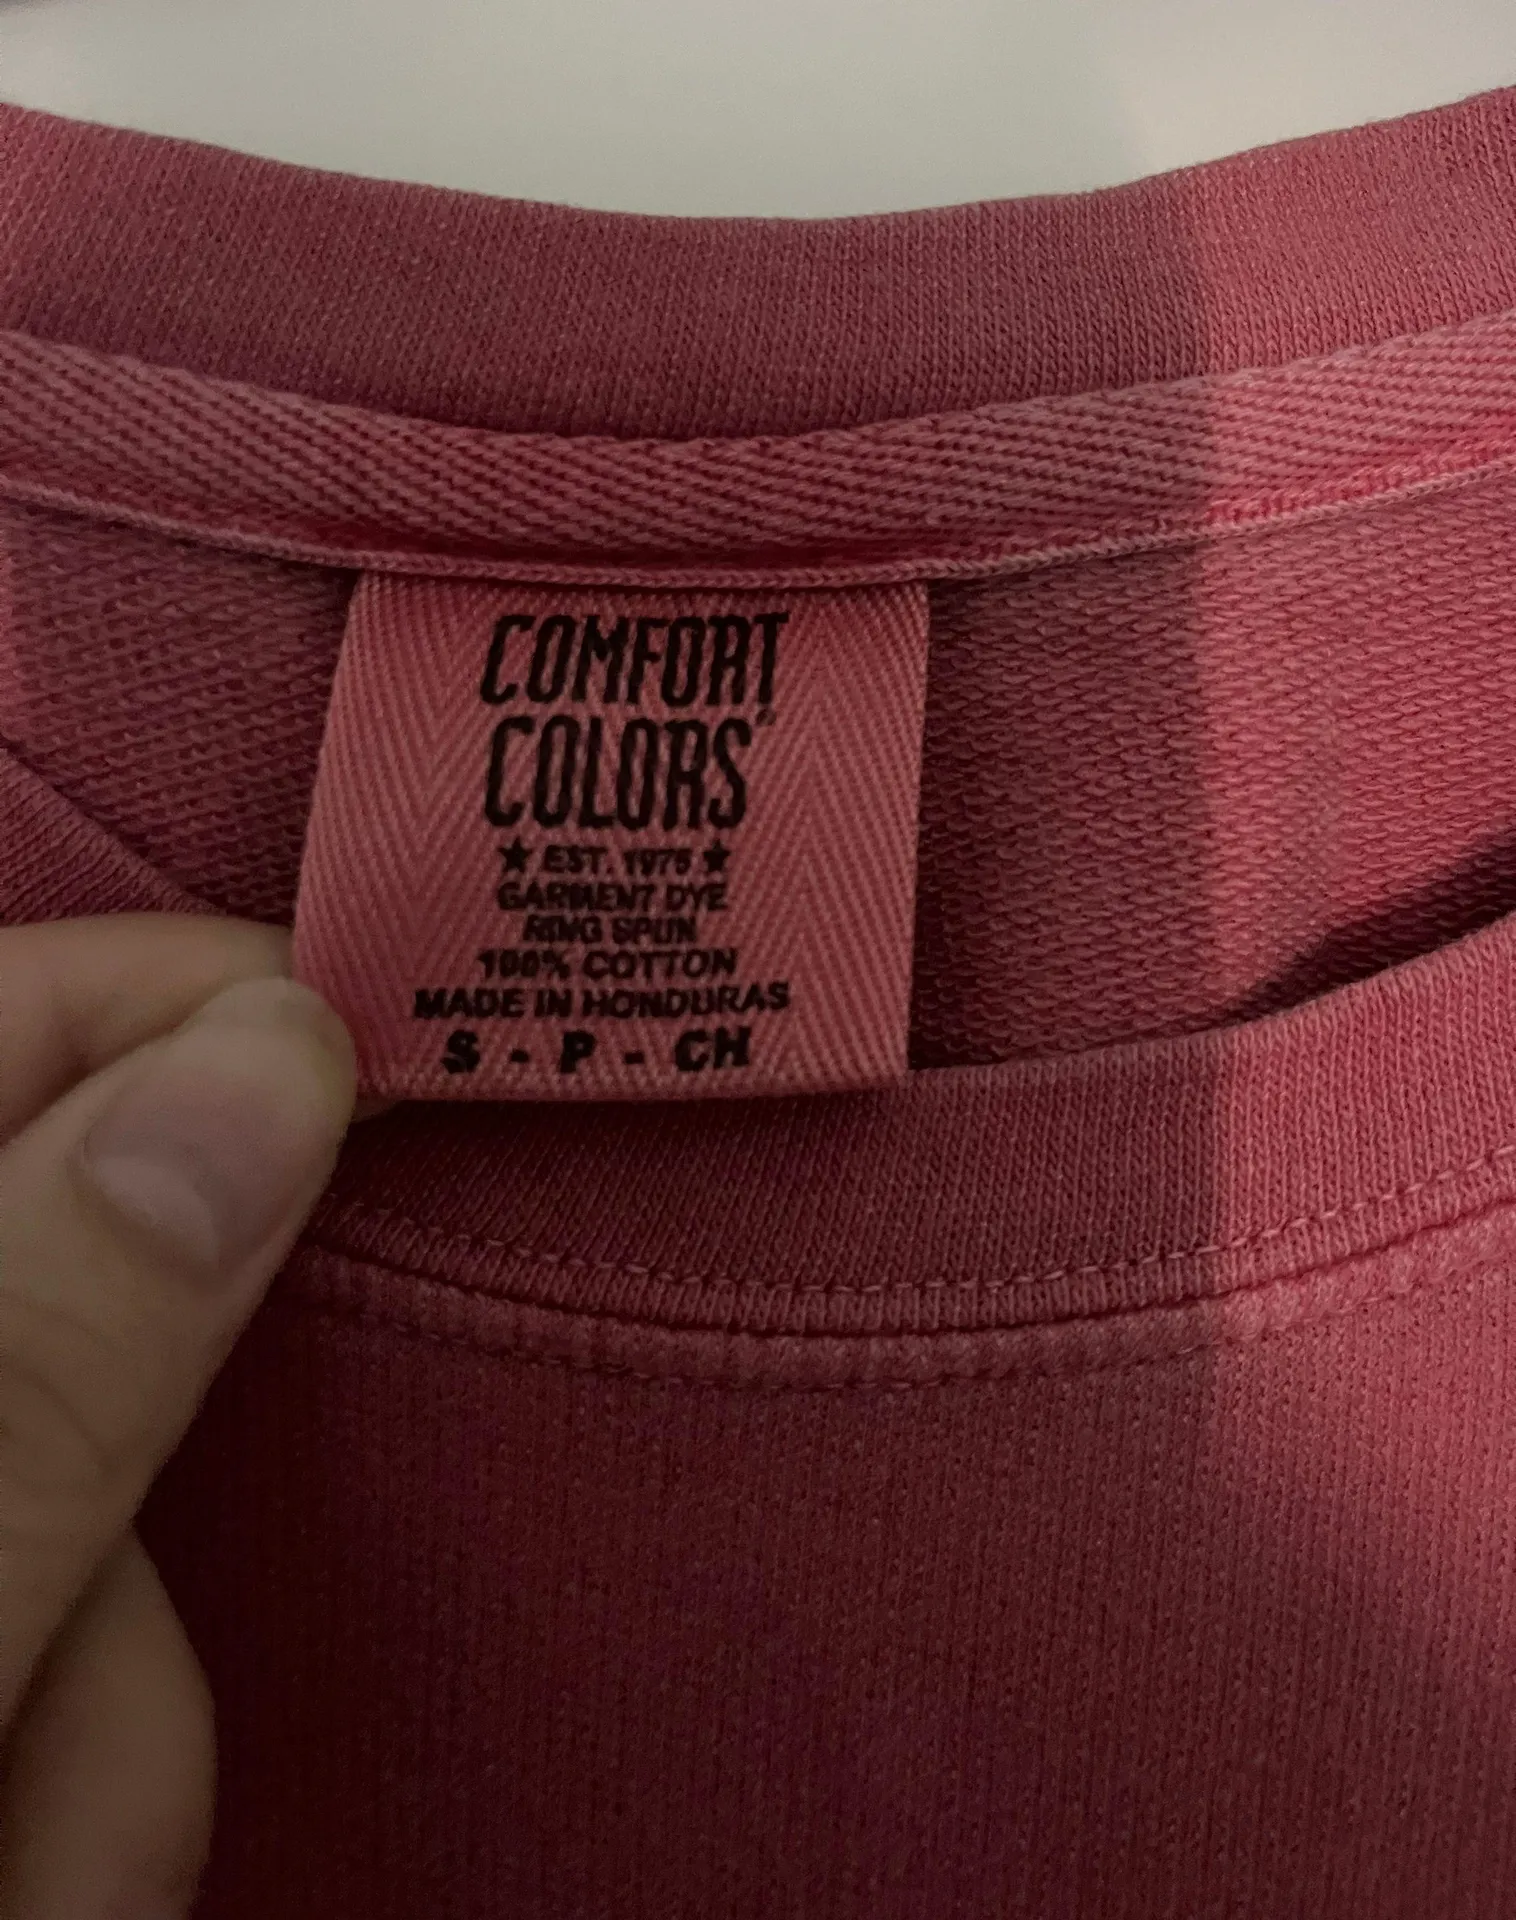 COMFORT
COLORS®
★ EST. 1975 ★
GARMENT DYE
RING SPUN
100% COTTON
MADE IN HONDURAS
S - P - CH